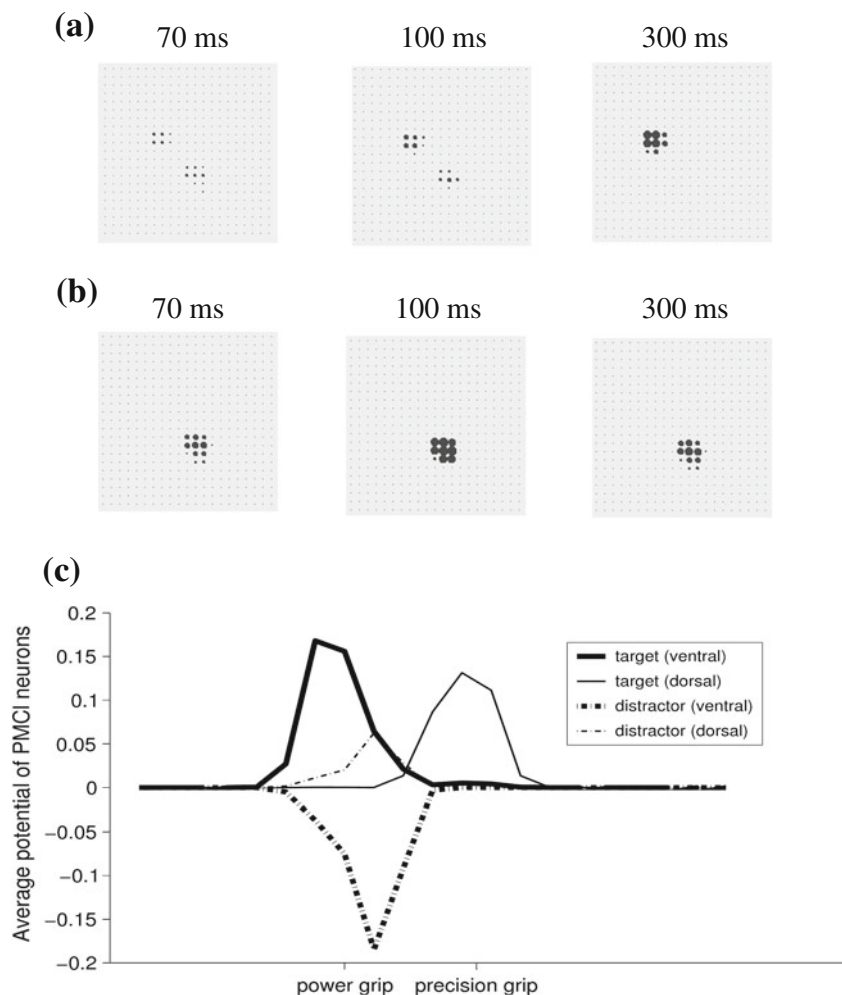 (a)
70 ms
100 ms
300 ms
(b)
70 ms
100 ms
300 ms
(c)
Average potential of PMCI neurons
0.2
0.15
0.1
0.05
0
−0.05
−0.1
−0.15
−0.2
target (ventral)
target (dorsal)
distractor (ventral)
distractor (dorsal)
power grip
precision grip